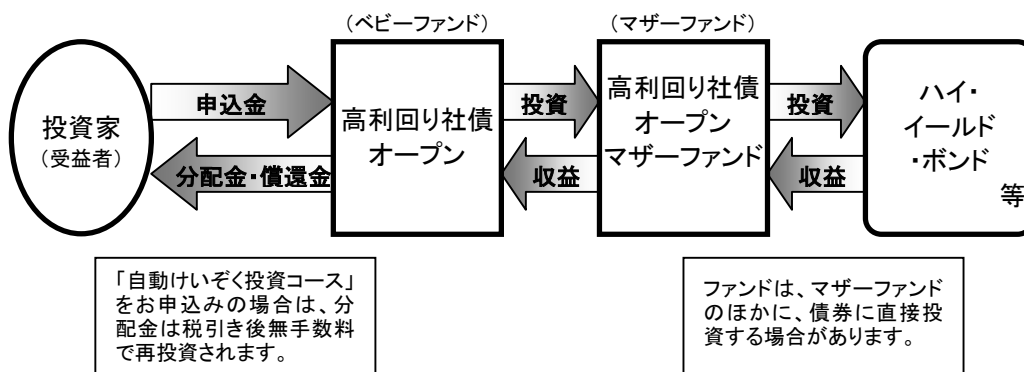 (ベビーファンド)
(マザーファンド)
投資家
(受益者)
申込金
分配金・償還金
高利回り社債
オープン
投資
収益
高利回り社債
オープン
マザーファンド
投資
収益
ハイ・
イールド
・ボンド
等
「自動けいぞく投資コース」
をお申込みの場合は、分
配金は税引き後無手数料
で再投資されます。
ファンドは、マザーファンド
のほかに、債券に直接投
資する場合があります。